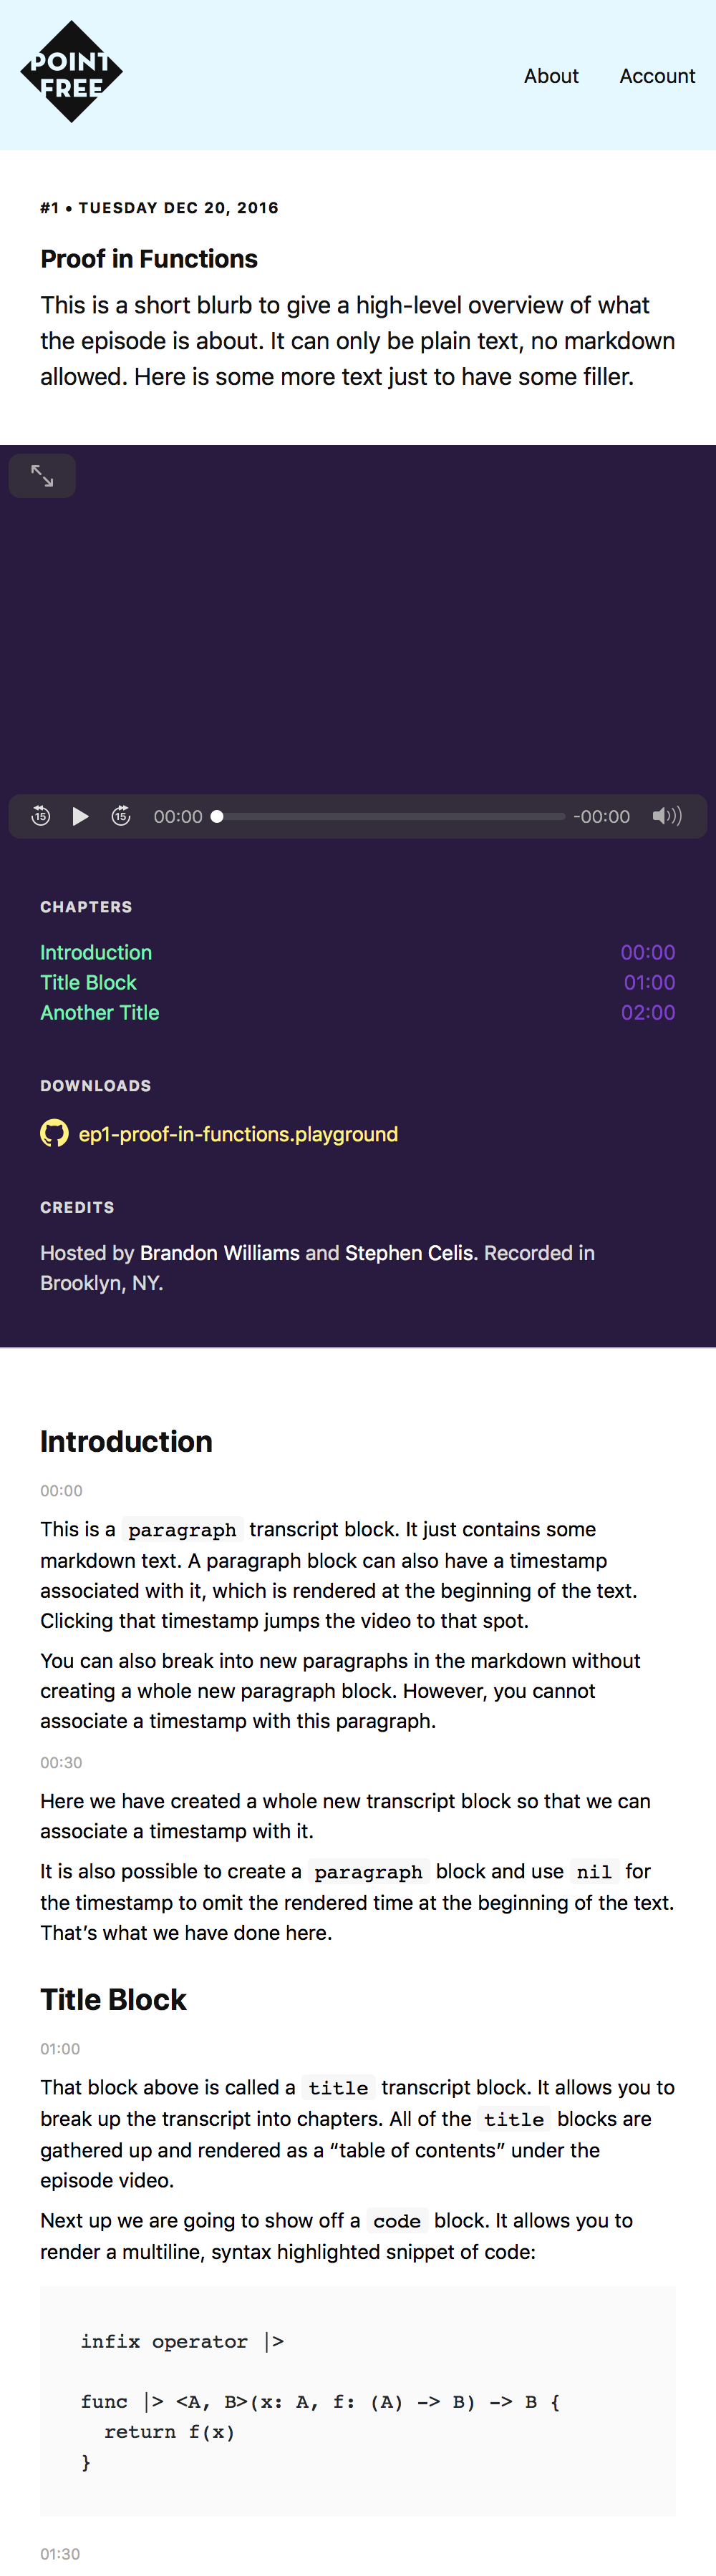 POINT
FREE
About Account
#1 • TUESDAY DEC 20, 2016
Proof in Functions
This is a short blurb to give a high-level overview of what
the episode is about. It can only be plain text, no markdown
allowed. Here is some more text just to have some filler.
15 15 00:00 -00:00
CHAPTERS
Introduction 00:00
Title Block 01:00
Another Title 02:00
DOWNLOADS
ep1-proof-in-functions.playground
CREDITS
Hosted by Brandon Williams and Stephen Celis. Recorded in
Brooklyn, NY.
Introduction
00:00
This is a paragraph transcript block. It just contains some
markdown text. A paragraph block can also have a timestamp
associated with it, which is rendered at the beginning of the text.
Clicking that timestamp jumps the video to that spot.
You can also break into new paragraphs in the markdown without
creating a whole new paragraph block. However, you cannot
associate a timestamp with this paragraph.
00:30
Here we have created a whole new transcript block so that we can
associate a timestamp with it.
It is also possible to create a paragraph block and use nil for
the timestamp to omit the rendered time at the beginning of the text.
That’s what we have done here.
Title Block
01:00
That block above is called a title transcript block. It allows you to
break up the transcript into chapters. All of the title blocks are
gathered up and rendered as a “table of contents” under the
episode video.
Next up we are going to show off a code block. It allows you to
render a multiline, syntax highlighted snippet of code:
infix operator |>
func |> <A, B>(x: A, f: (A) -> B) -> B {
  return f(x)
}
01:30